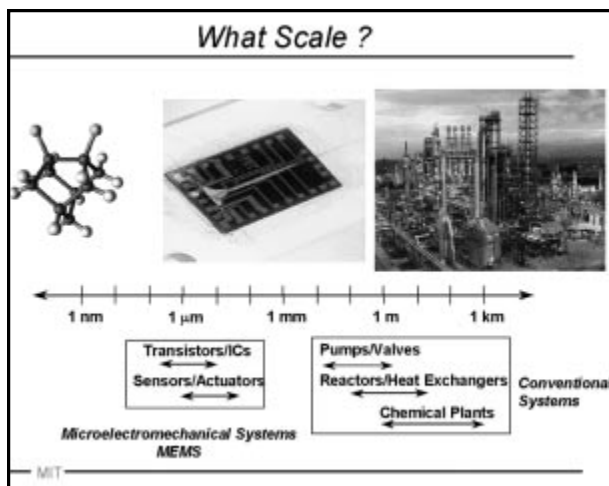 What Scale ?
1 nm 1 μm 1 mm 1 m 1 km
Transistors/ICs
Sensors/Actuators
Pumps/Valves
Reactors/Heat Exchangers
Chemical Plants
Conventional
Systems
Microelectromechanical Systems
MEMS
MIT